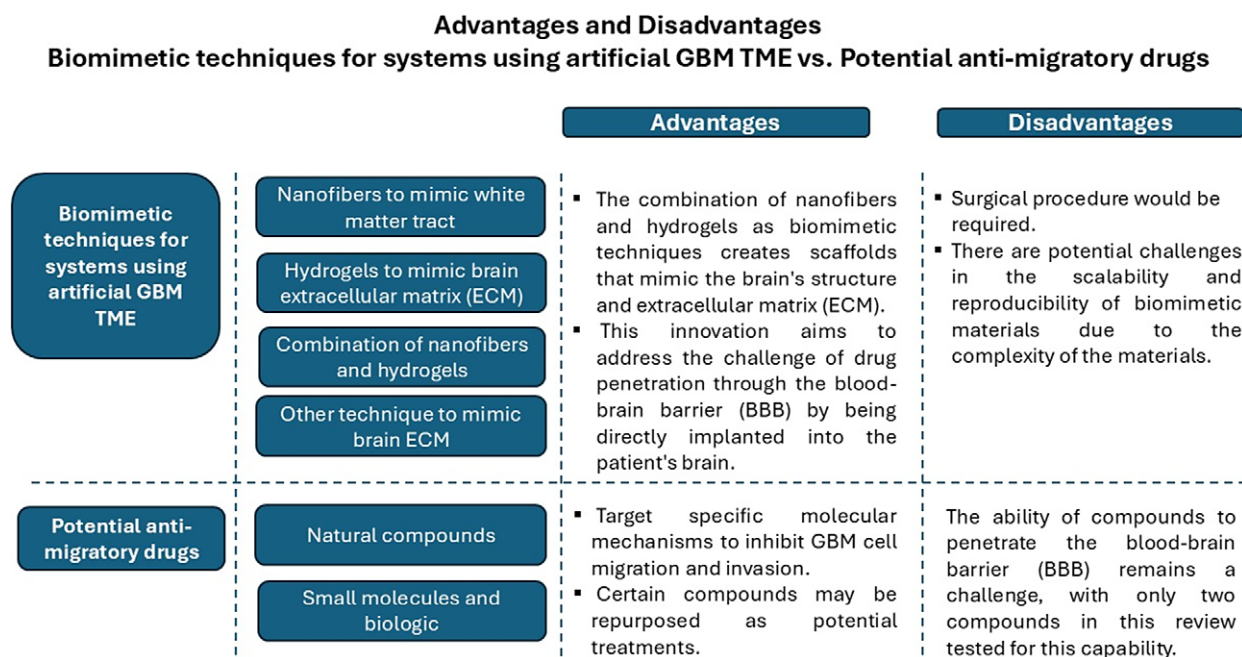 Advantages and Disadvantages
Biomimetic techniques for systems using artificial GBM TME vs. Potential anti-migratory drugs
Advantages
Disadvantages
Biomimetic
techniques for
systems using
artificial GBM
TME
Nanofibers to mimic white
matter tract
Hydrogels to mimic brain
extracellular matrix (ECM)
Combination of nanofibers
and hydrogels
Other technique to mimic
brain ECM
▪ The combination of nanofibers
and hydrogels as biomimetic
techniques creates scaffolds
that mimic the brain's structure
and extracellular matrix (ECM).
▪ This innovation aims to
address the challenge of drug
penetration through the blood-
brain barrier (BBB) by being
directly implanted into the
patient's brain.
▪ Surgical procedure would be
required.
▪ There are potential challenges
in the scalability and
reproducibility of biomimetic
materials due to the
complexity of the materials.
Potential anti-
migratory drugs
Natural compounds
Small molecules and
biologic
▪ Target specific molecular
mechanisms to inhibit GBM cell
migration and invasion.
▪ Certain compounds may be
repurposed as potential
treatments.
The ability of compounds to
penetrate the blood-brain
barrier (BBB) remains a
challenge, with only two
compounds in this review
tested for this capability.